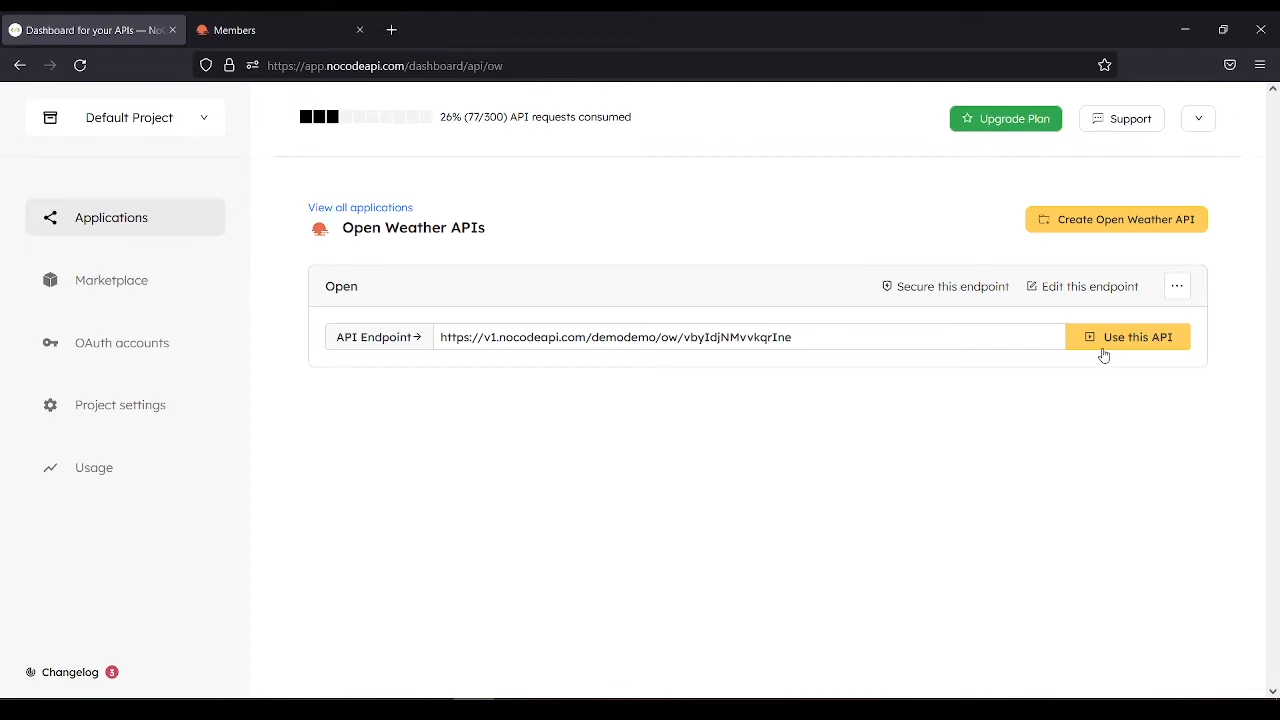 Dashboard for your APIs — NoC
Members
https://app.nocodeapi.com/dashboard/api/ow
Default Project
26% (77/300) API requests consumed
Upgrade Plan
Support
Applications
Marketplace
OAuth accounts
Project settings
Usage
Changelog 3
View all applications
Open Weather APIs
Create Open Weather API
Open
Secure this endpoint
Edit this endpoint
API Endpoint→
https://v1.nocodeapi.com/demodemo/ow/vbyIdjNMvvkqrIne
Use this API